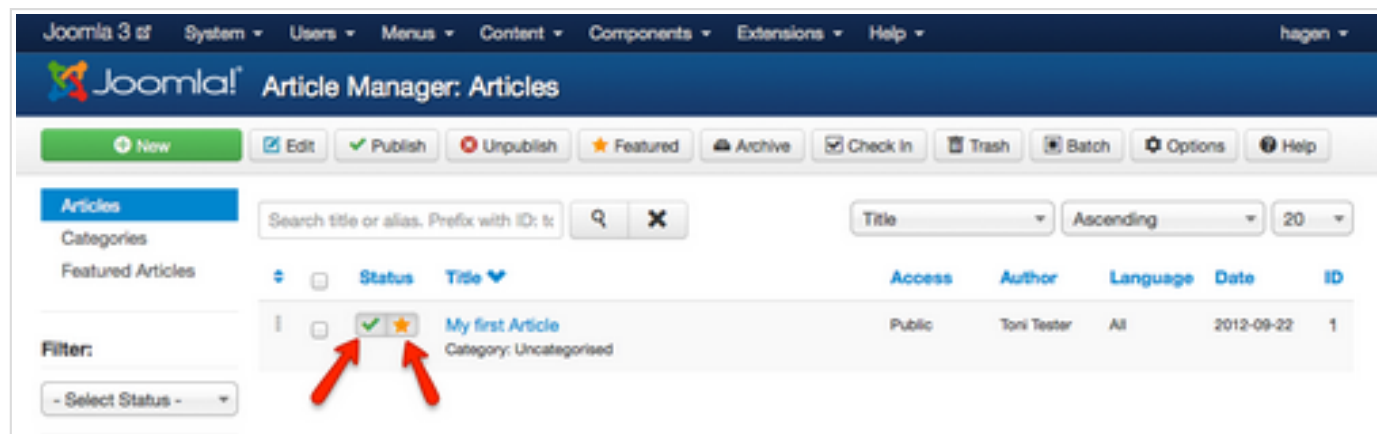 Joomla 3 System Users Menus Content Components Extensions Help hagen
Joomla! Article Manager: Articles
New Edit Publish Unpublish Featured Archive Check In Trash Batch Options Help
Articles
Categories
Featured Articles
Filter:
- Select Status -
Search title or alias. Prefix with ID: to
Title Ascending 20
Status Title Access Author Language Date ID
My first Article Public Toni Tester All 2012-09-22 1
Category: Uncategorised